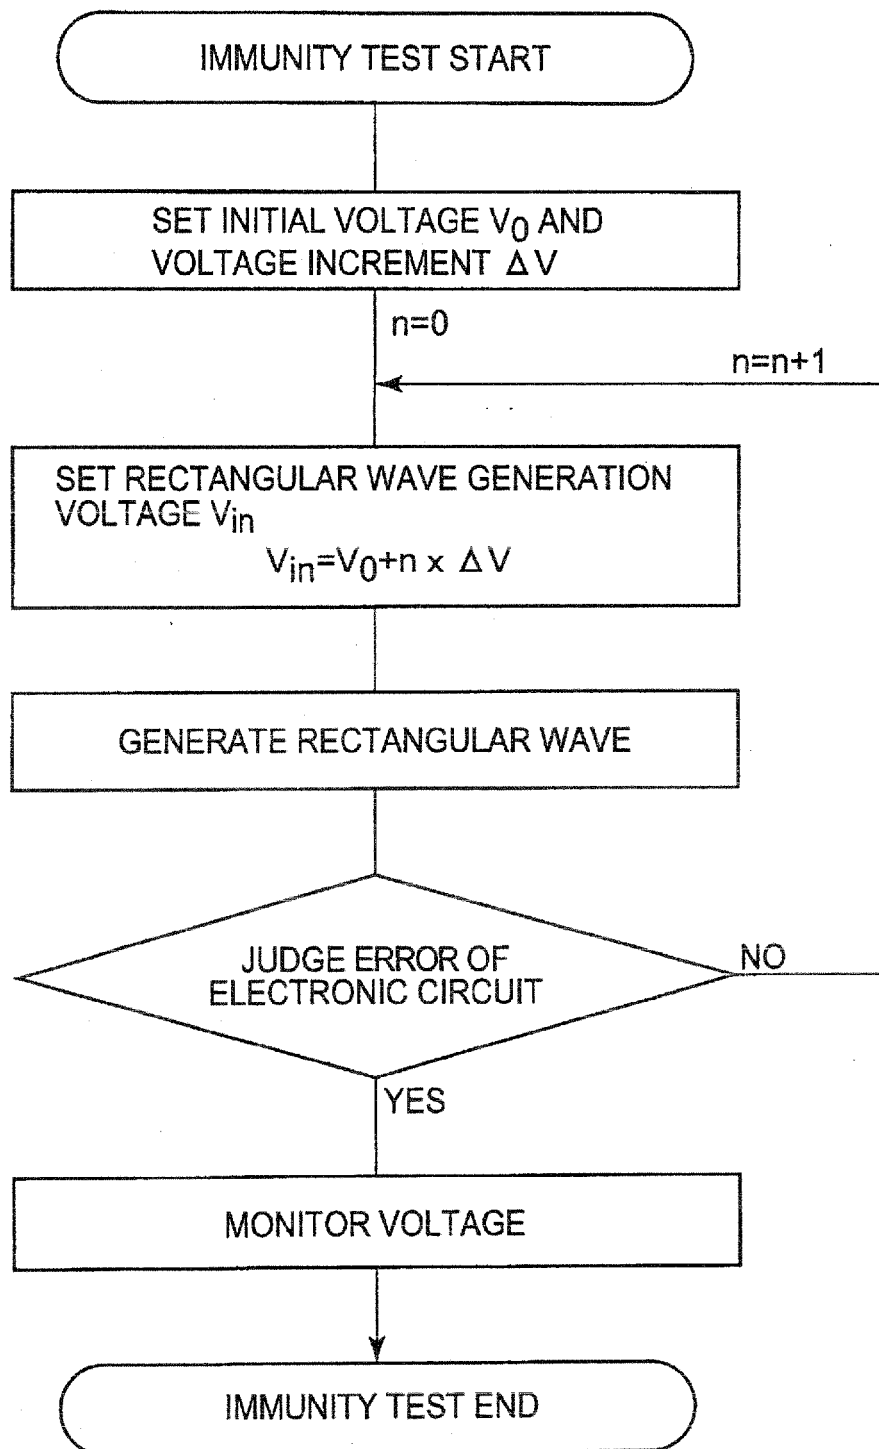 IMMUNITY TEST START
SET INITIAL VOLTAGE V0 AND
VOLTAGE INCREMENT ΔV
n=0
n=n+1
SET RECTANGULAR WAVE GENERATION
VOLTAGE Vin
Vin=V0+n x ΔV
GENERATE RECTANGULAR WAVE
JUDGE ERROR OF
ELECTRONIC CIRCUIT
NO
YES
MONITOR VOLTAGE
IMMUNITY TEST END